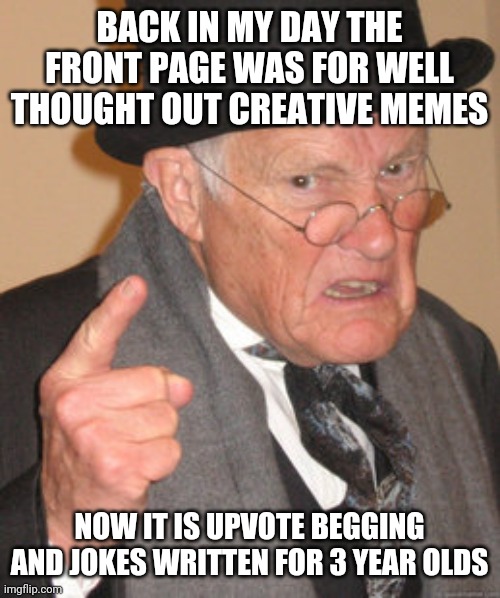 BACK IN MY DAY THE
FRONT PAGE WAS FOR WELL
THOUGHT OUT CREATIVE MEMES
NOW IT IS UPVOTE BEGGING
AND JOKES WRITTEN FOR 3 YEAR OLDS
imgflip.com